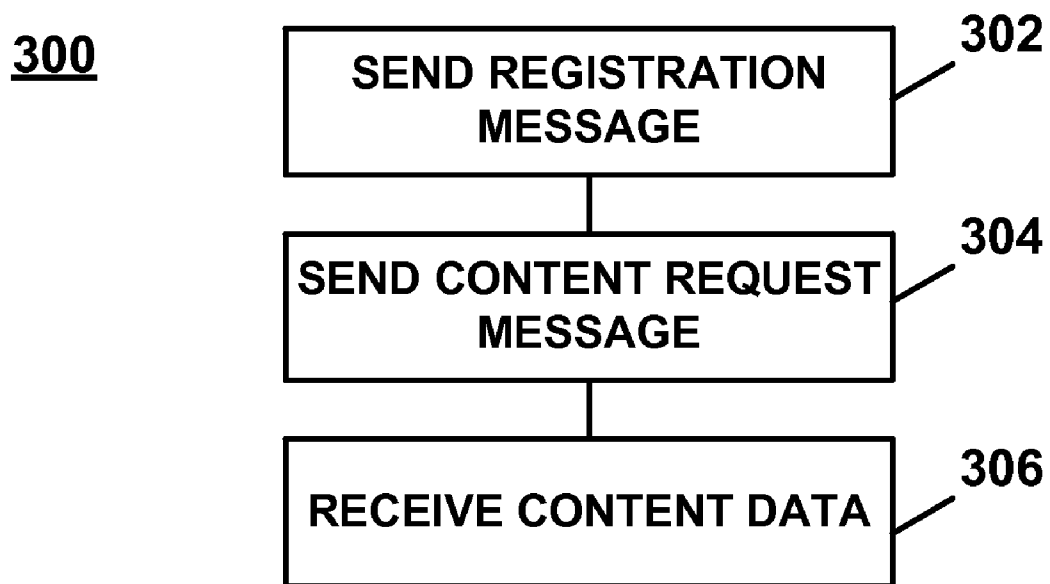 300
302
SEND REGISTRATION
MESSAGE
304
SEND CONTENT REQUEST
MESSAGE
306
RECEIVE CONTENT DATA